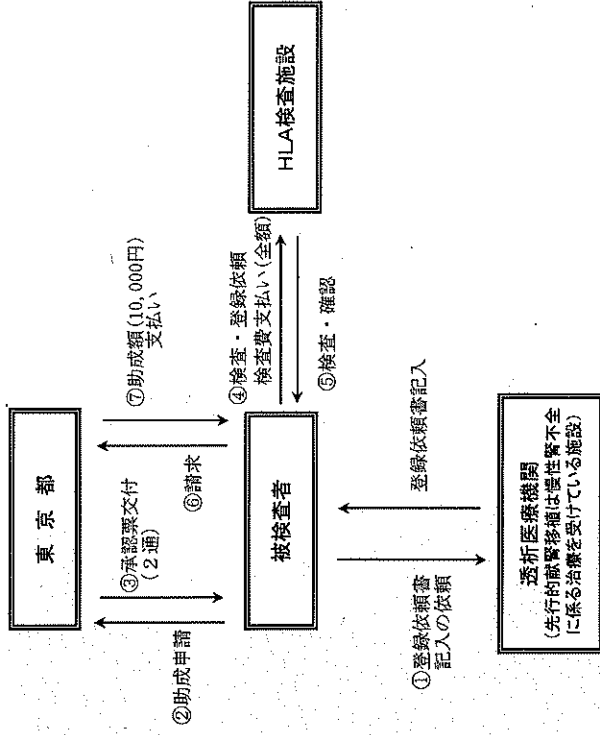 東京都
②助成申請
③承認票交付
(2通)
⑥請求
⑦助成額(10,000円)
支払い
被検査者
④検査・登録依頼
検査費支払い(全額)
⑤検査・確認
HLA検査施設
①登録依頼書
記入の依頼
登録依頼書記入
透析医療機関
(先行的献腎移植は慢性腎不全
に係る治療を受けている施設)